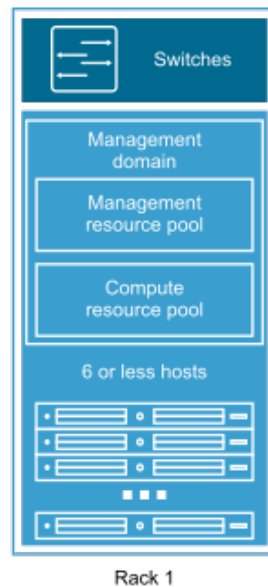 Switches
Management
domain
Management
resource pool
Compute
resource pool
6 or less hosts
Rack 1